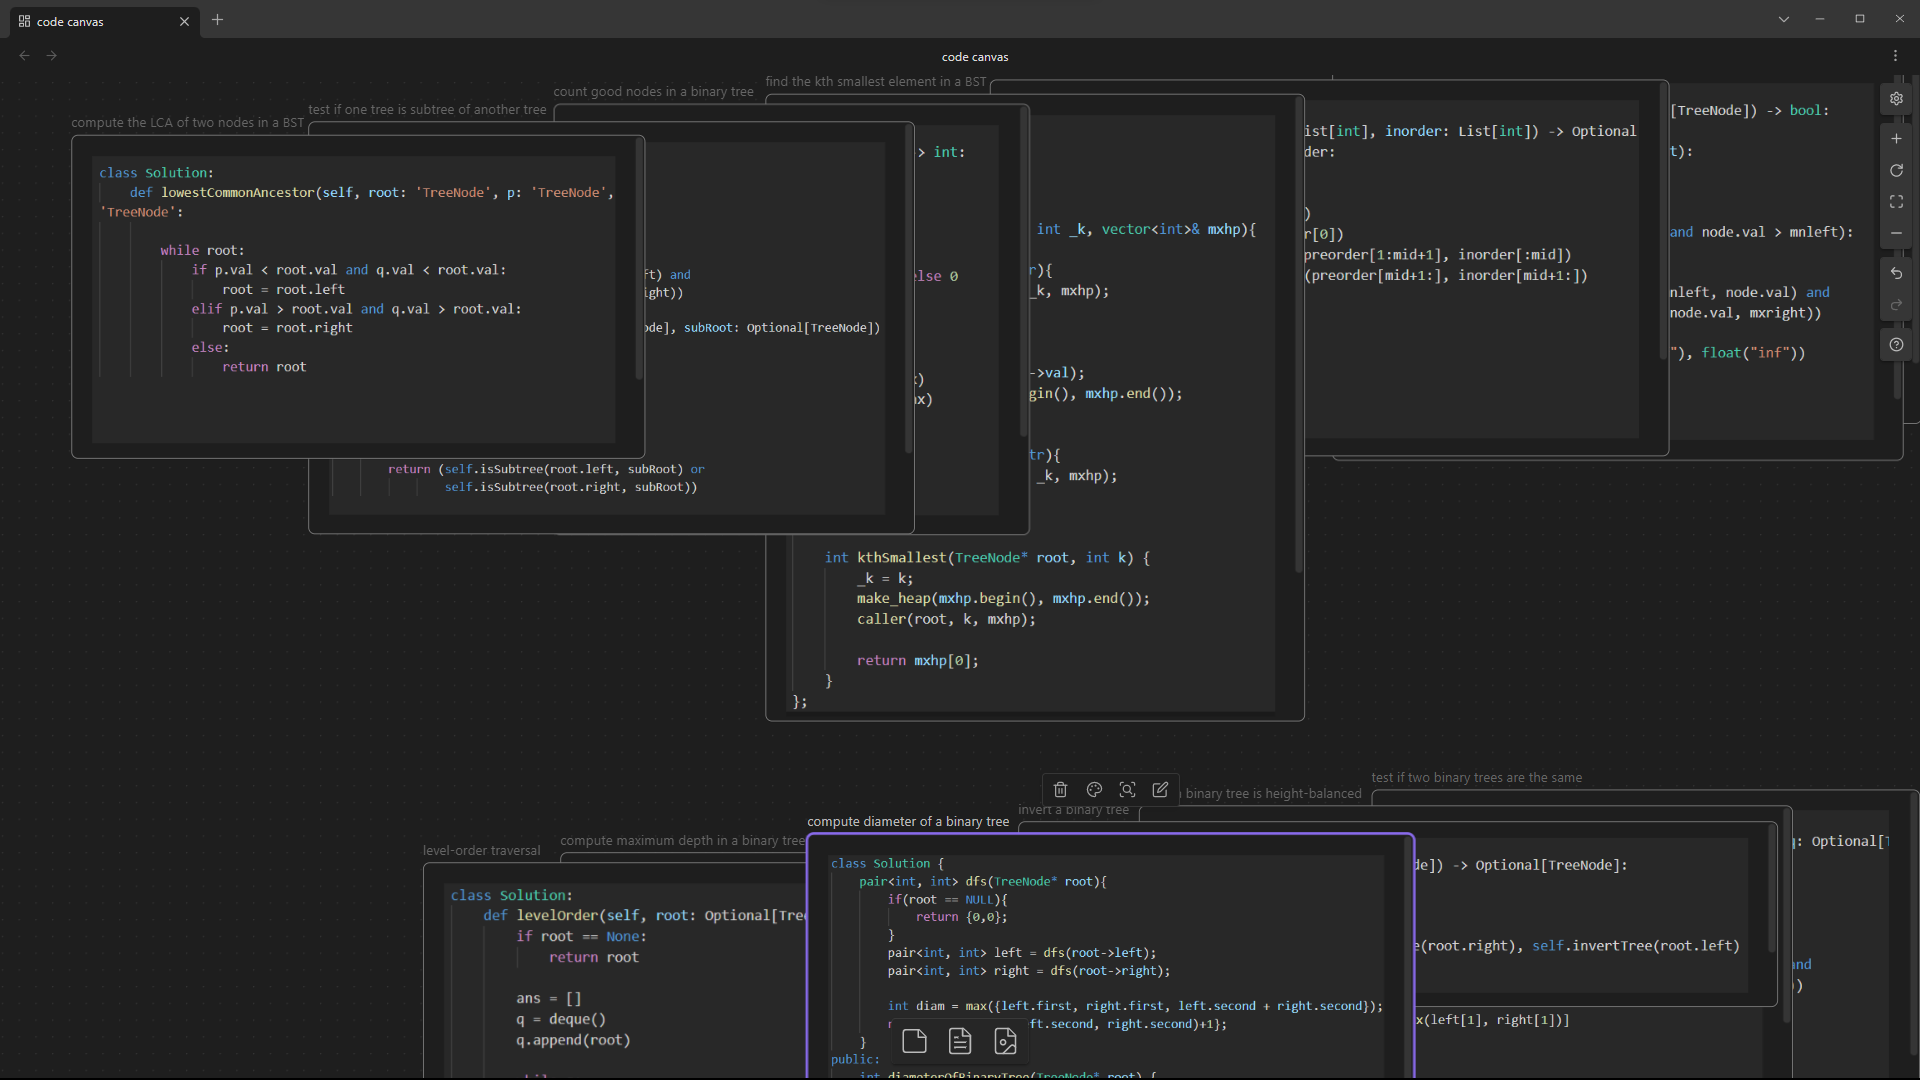 code canvas
code canvas
compute the LCA of two nodes in a BST
class Solution:
def lowestCommonAncestor(self, root: 'TreeNode', p: 'TreeNode',
'TreeNode':
while root:
if p.val < root.val and q.val < root.val:
root = root.left
elif p.val > root.val and q.val > root.val:
root = root.right
else:
return root
test if one tree is subtree of another tree
ft) and
ight))
ode], subRoot: Optional[TreeNode])
return (self.isSubtree(root.left, subRoot) or
self.isSubtree(root.right, subRoot))
count good nodes in a binary tree
> int:
else 0
)
ax)
find the kth smallest element in a BST
int _k, vector<int>& mxhp){
r){
_k, mxhp);
->val);
gin(), mxhp.end());
tr){
_k, mxhp);
int kthSmallest(TreeNode* root, int k) {
_k = k;
make_heap(mxhp.begin(), mxhp.end());
caller(root, k, mxhp);
return mxhp[0];
}
};
ist[int], inorder: List[int]) -> Optional
der:
)
r[0])
preorder[1:mid+1], inorder[:mid])
(preorder[mid+1:], inorder[mid+1:])
[TreeNode]) -> bool:
t):
and node.val > mnleft):
nleft, node.val) and
node.val, mxright))
"), float("inf"))
level-order traversal
class Solution:
def levelOrder(self, root: Optional[Tree
if root == None:
return root
ans = []
q = deque()
q.append(root)
compute maximum depth in a binary tree
compute diameter of a binary tree
class Solution {
pair<int, int> dfs(TreeNode* root){
if(root == NULL){
return {0,0};
}
pair<int, int> left = dfs(root->left);
pair<int, int> right = dfs(root->right);
int diam = max({left.first, right.first, left.second + right.second});
ft.second, right.second)+1};
}
public:
int diameterOfBinaryTree(TreeNode* root) {
invert a binary tree
de]) -> Optional[TreeNode]:
e(root.right), self.invertTree(root.left)
binary tree is height-balanced
x(left[1], right[1])]
test if two binary trees are the same
q: Optional[T
and
)